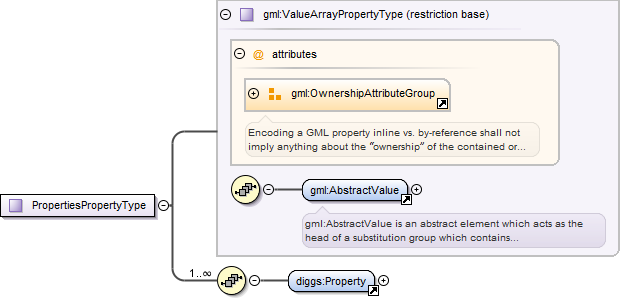 gml:ValueArrayPropertyType (restriction base)
@ attributes
gml:OwnershipAttributeGroup
Encoding a GML property inline vs. by-reference shall not
imply anything about the "ownership" of the contained or...
gml:AbstractValue
PropertiesPropertyType
gml:AbstractValue is an abstract element which acts as the
head of a substitution group which contains...
1..∞
diggs:Property